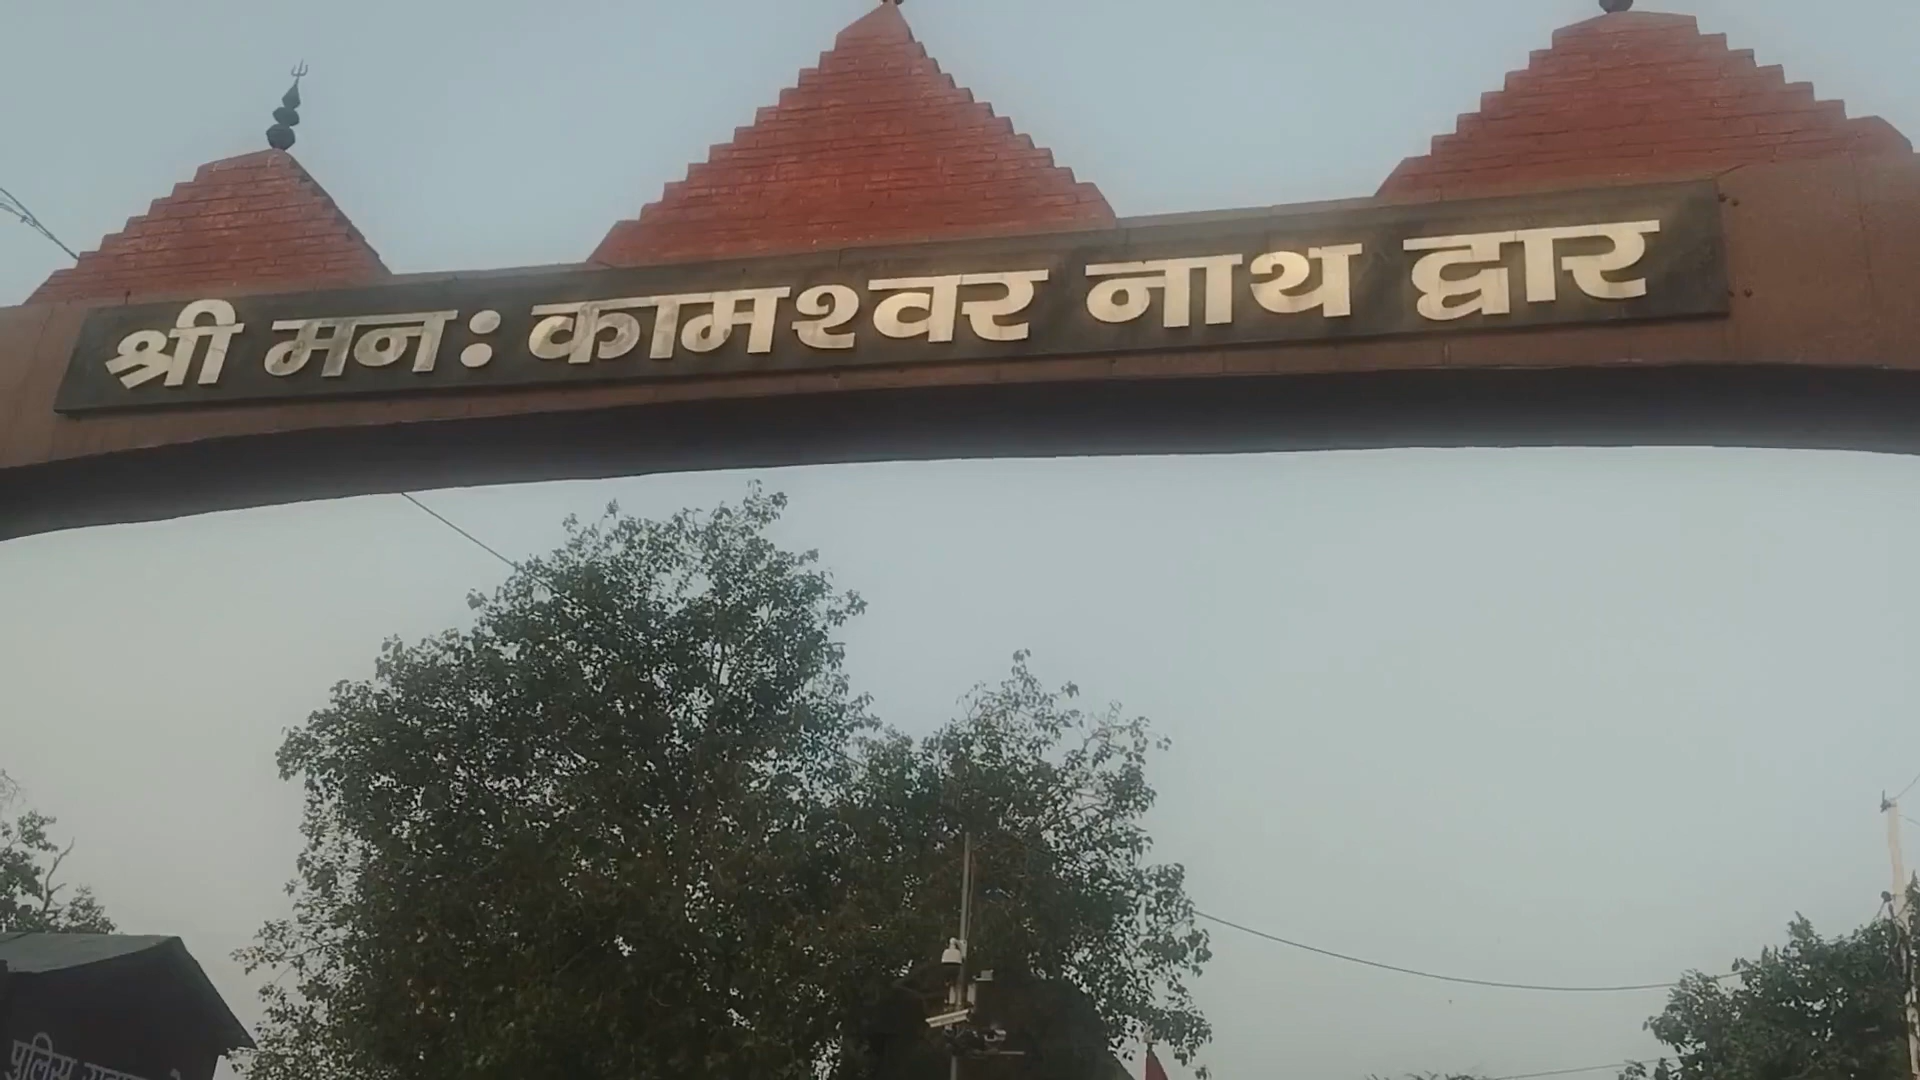 श्री मनः कामश्वर नाथ द्वार
पुलिस